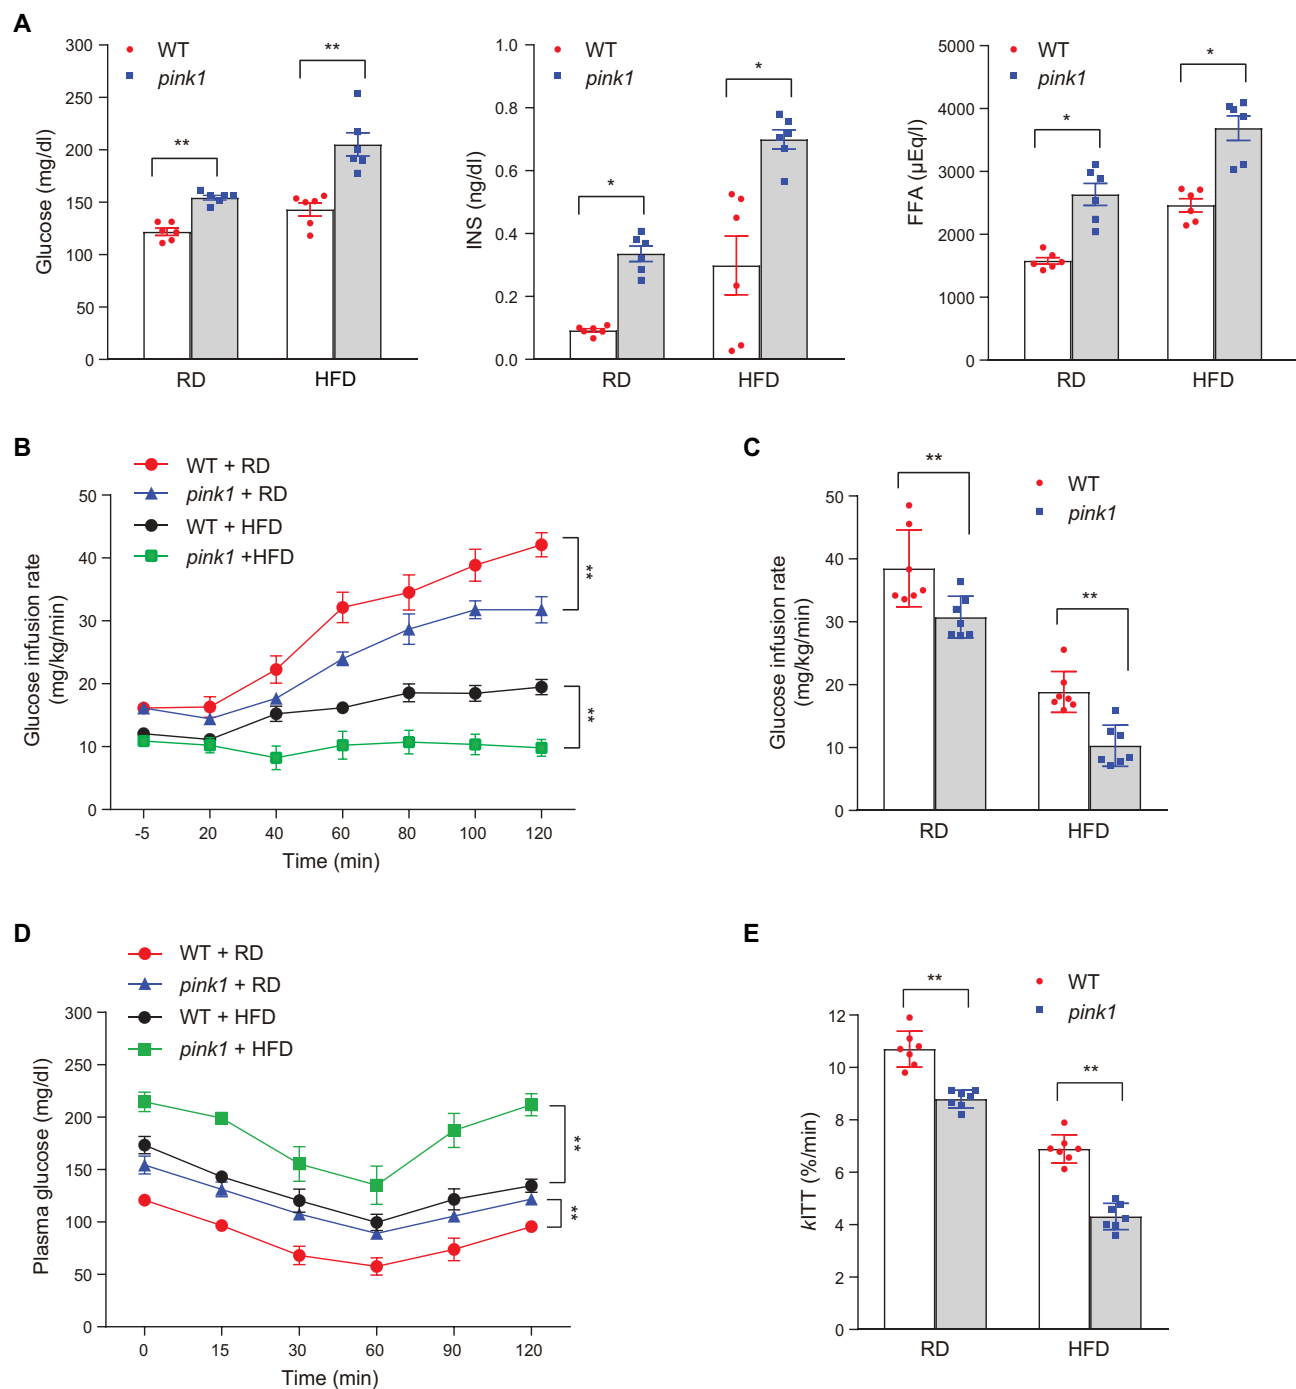 A
WT
pink1
Glucose (mg/dl)
300
250
200
150
100
50
0
**
**
RD
HFD
WT
pink1
INS (ng/dl)
1.0
0.8
0.6
0.4
0.2
0.0
*
*
RD
HFD
WT
pink1
FFA (µEq/l)
5000
4000
3000
2000
1000
0
*
*
RD
HFD
B
WT + RD
pink1 + RD
WT + HFD
pink1 +HFD
Glucose infusion rate
(mg/kg/min)
50
40
30
20
10
0
**
**
-5
20
40
60
80
100
120
Time (min)
C
WT
pink1
Glucose infusion rate
(mg/kg/min)
50
40
30
20
10
0
**
**
RD
HFD
D
WT + RD
pink1 + RD
WT + HFD
pink1 + HFD
Plasma glucose (mg/dl)
300
250
200
150
100
50
0
**
**
0
15
30
60
90
120
Time (min)
E
WT
pink1
kITT (%/min)
12
10
8
6
4
2
0
**
**
RD
HFD